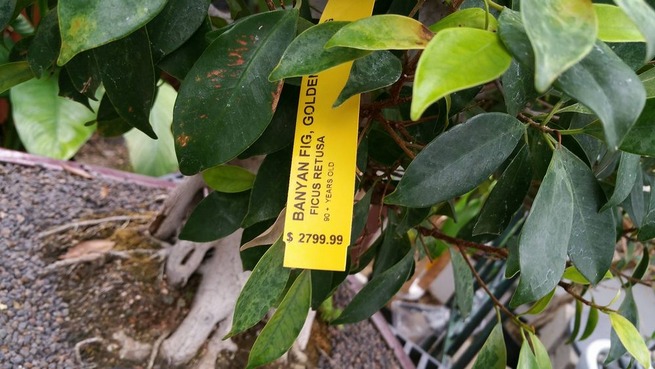 BANYAN FIG, GOLDEN
FICUS RETUSA
90 + YEARS OLD
$ 2799.99